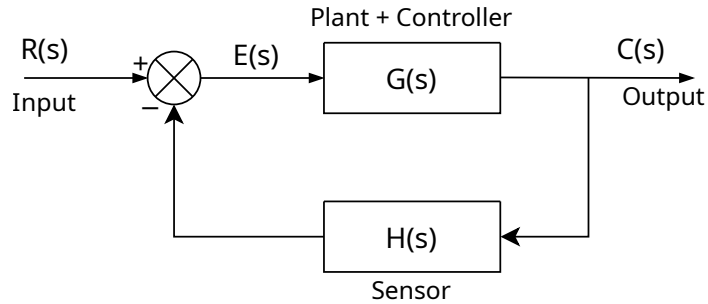 Plant + Controller
R(s)
+
E(s)
G(s)
C(s)
Input
−
Output
H(s)
Sensor